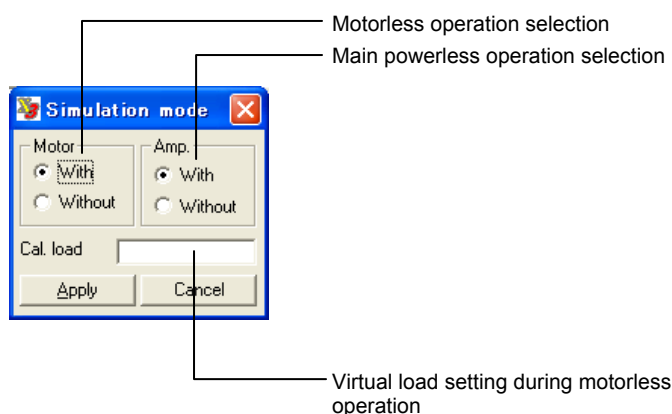 Motorless operation selection
Main powerless operation selection
Simulation mode
Motor
Amp.
With
With
Without
Without
Cal. load
Apply
Cancel
Virtual load setting during motorless
operation